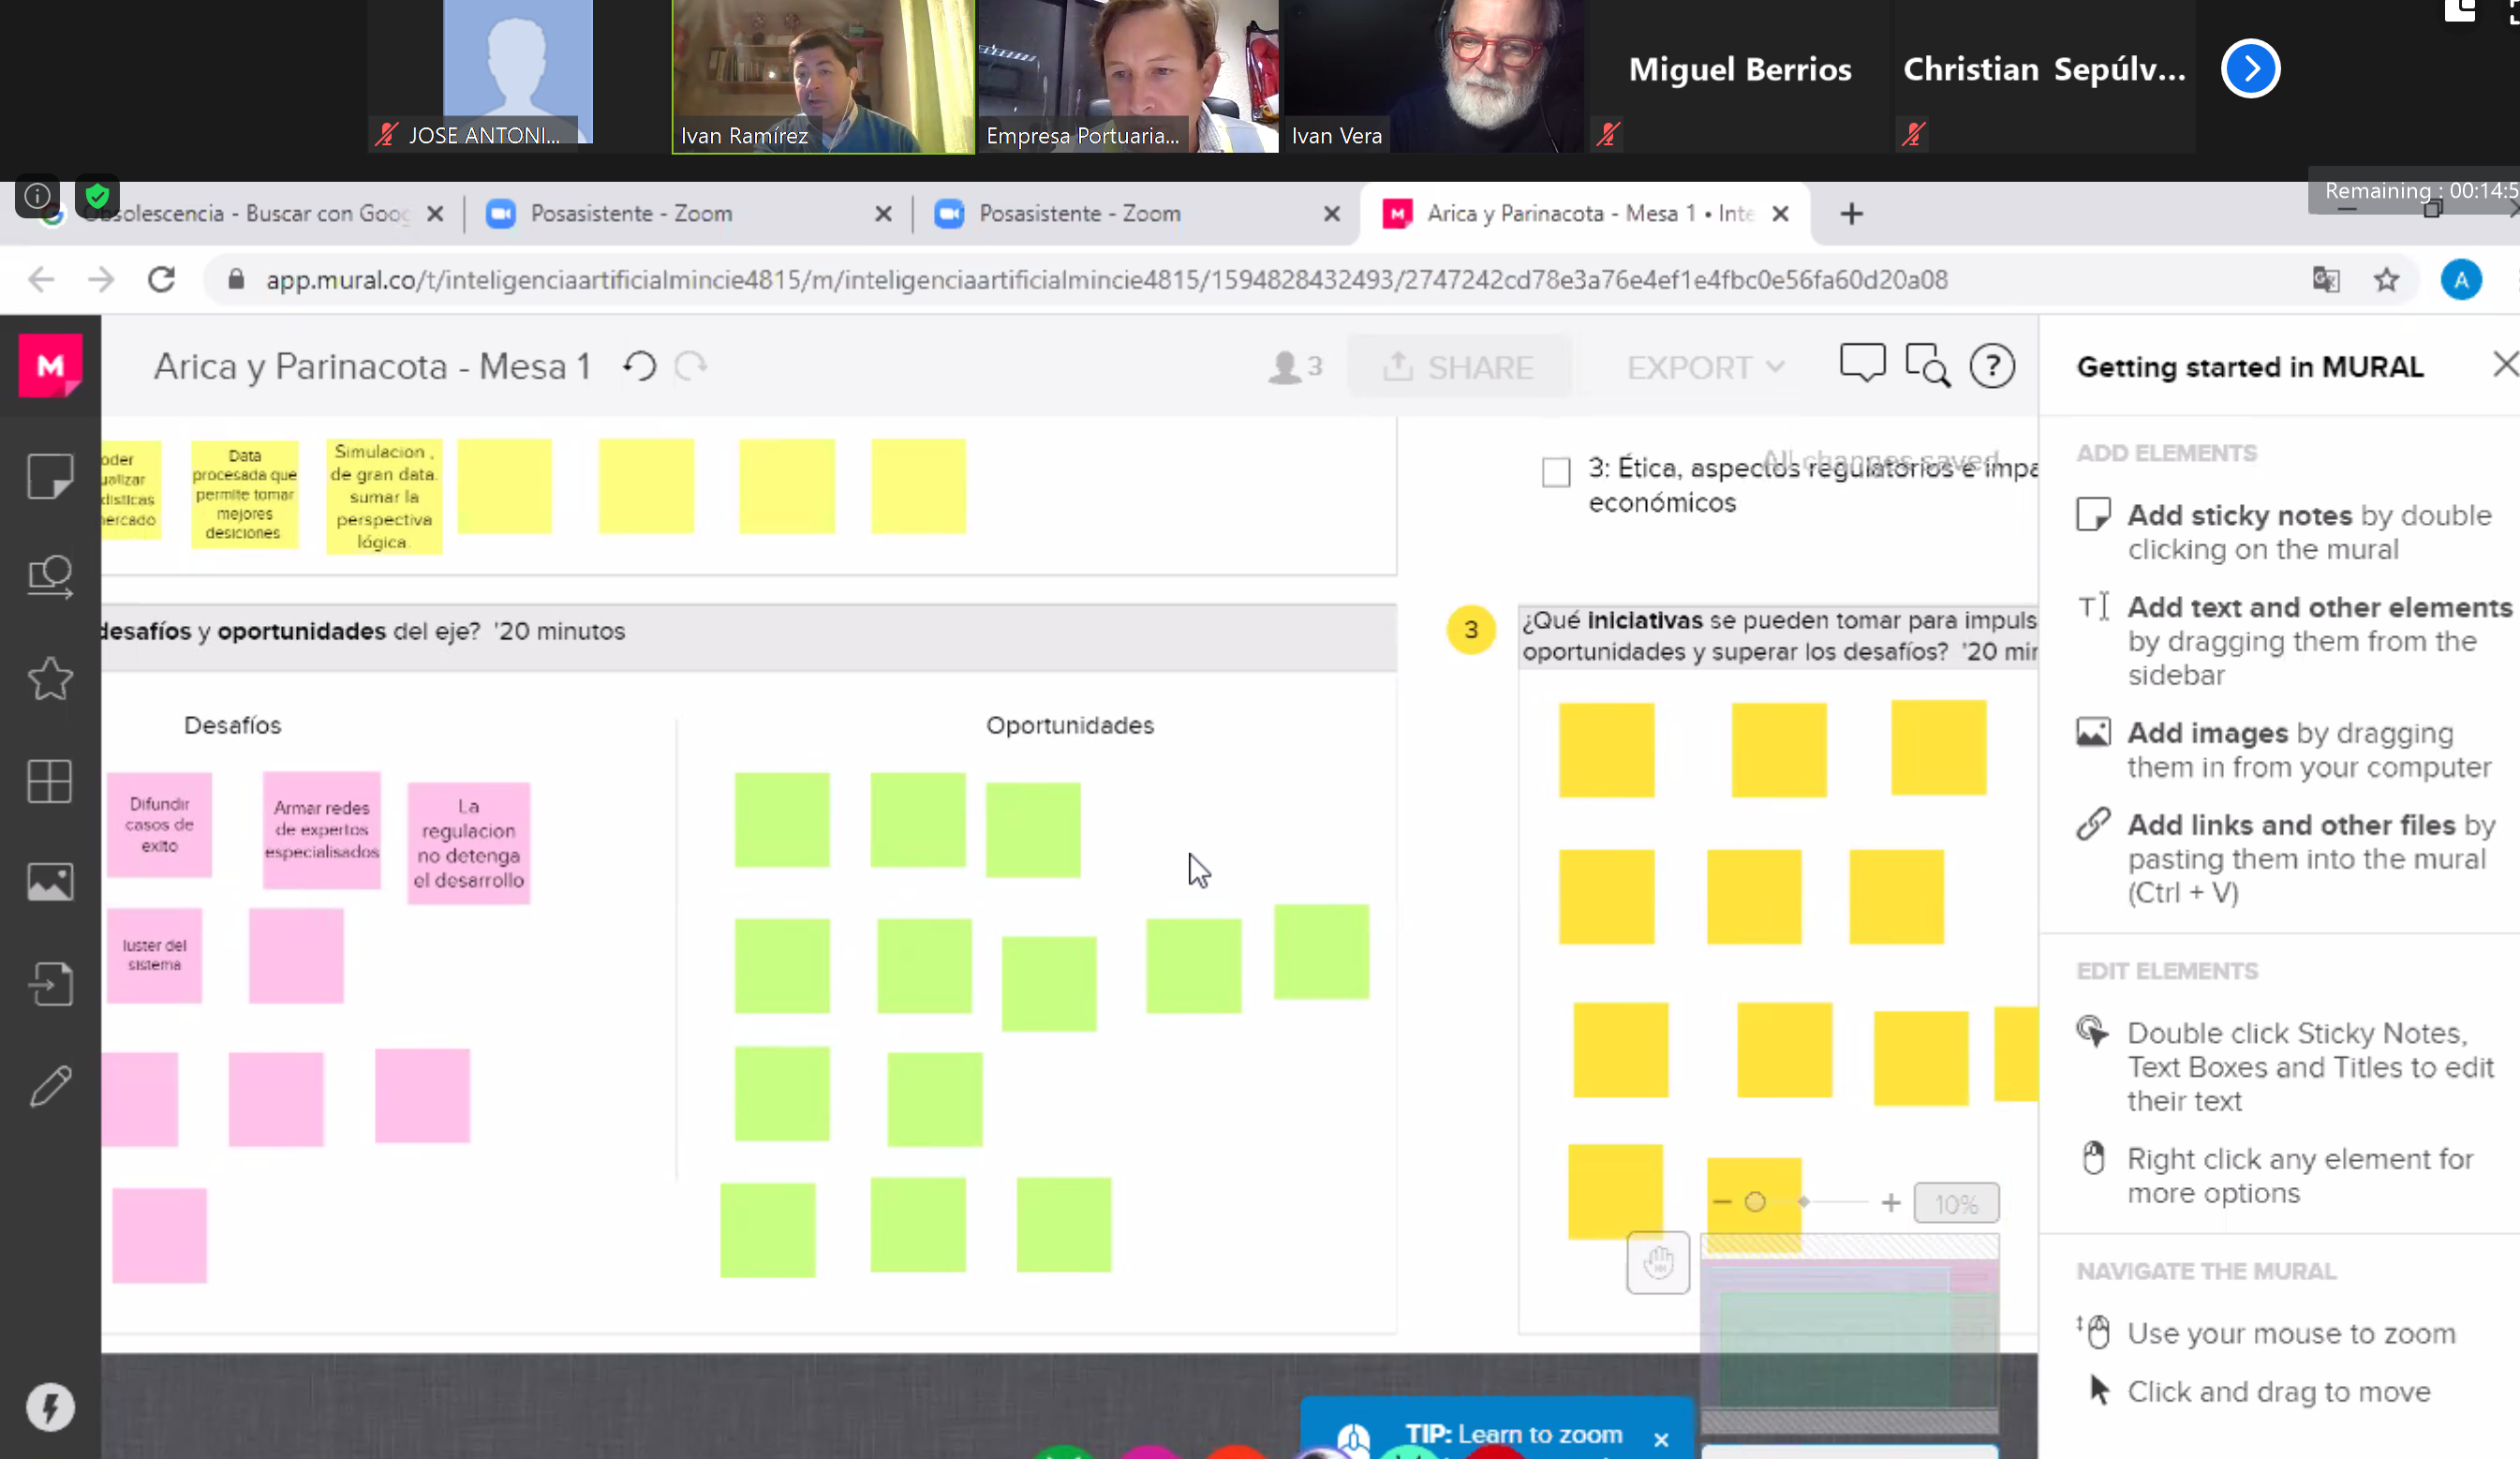 Miguel Berrios
Christian Sepúlv...
JOSE ANTONI...
Ivan Ramírez
Empresa Portuaria...
Ivan Vera
Remaining : 00:14:5
Obsolescencia - Buscar con Goog
Posasistente - Zoom
Posasistente - Zoom
Arica y Parinacota - Mesa 1 • Inte
app.mural.co/t/inteligenciaartificialmincie4815/m/inteligenciaartificialmincie4815/1594828432493/2747242cd78e3a76e4ef1e4fbc0e56fa60d20a08
A
M
Arica y Parinacota - Mesa 1
3
SHARE
EXPORT
?
oder
ualizar
disticas
ercado
Data
procesada que
permite tomar
mejores
desiciones
Simulacion ,
de gran data.
sumar la
perspectiva
lógica.
All changes saved
3: Ética, aspectos regulatorios e impa
económicos
desafíos y oportunidades del eje? '20 minutos
Desafíos
Oportunidades
Difundir
casos de
exito
Armar redes
de expertos
especialisados
La
regulacion
no detenga
el desarrollo
luster del
sistema
3
¿Qué iniciativas se pueden tomar para impuls
oportunidades y superar los desafíos? '20 min
10%
TIP: Learn to zoom
Getting started in MURAL
ADD ELEMENTS
Add sticky notes by double
clicking on the mural
Add text and other elements
by dragging them from the
sidebar
Add images by dragging
them in from your computer
Add links and other files by
pasting them into the mural
(Ctrl + V)
EDIT ELEMENTS
Double click Sticky Notes,
Text Boxes and Titles to edit
their text
Right click any element for
more options
NAVIGATE THE MURAL
Use your mouse to zoom
Click and drag to move